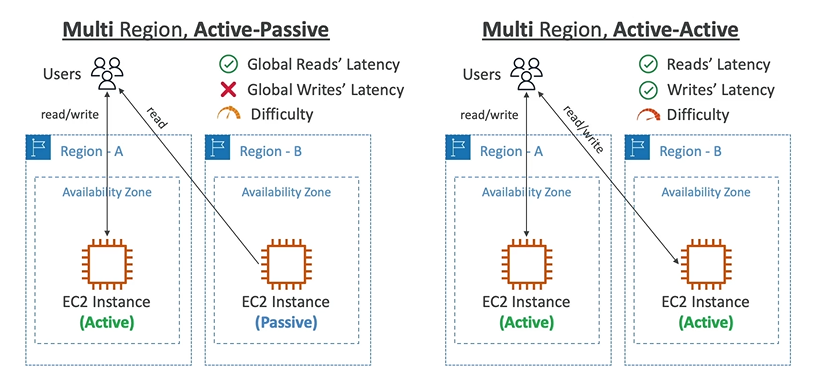 Multi Region, Active-Passive
Users
Global Reads' Latency
Global Writes' Latency
Difficulty
read/write
read
Region - A
Region - B
Availability Zone
Availability Zone
EC2 Instance
(Active)
EC2 Instance
(Passive)
Multi Region, Active-Active
Users
Reads' Latency
Writes' Latency
Difficulty
read/write
read/write
Region - A
Region - B
Availability Zone
Availability Zone
EC2 Instance
(Active)
EC2 Instance
(Active)